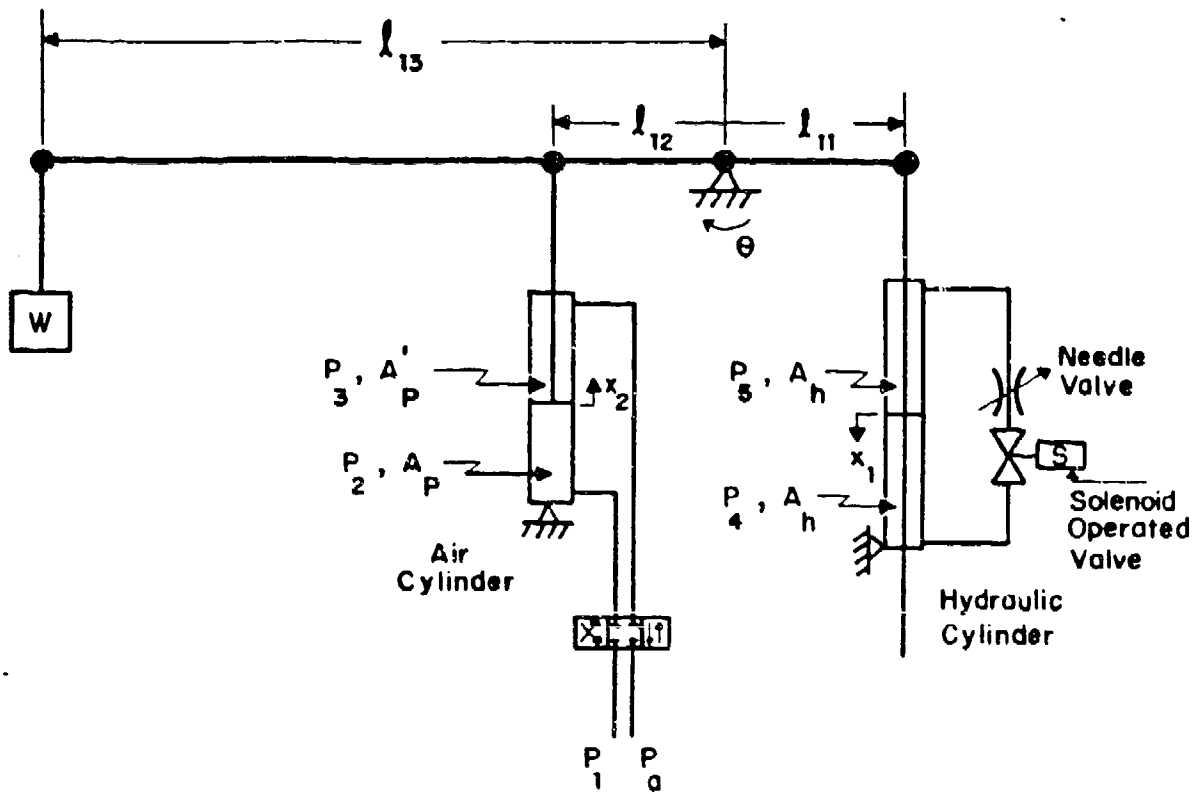 l13
l12
l11
θ
W
P3, A'p
x2
P2, Ap
Air
Cylinder
P1
Pa
P5, Ah
x1
P4, Ah
Needle
Valve
S
Solenoid
Operated
Valve
Hydraulic
Cylinder